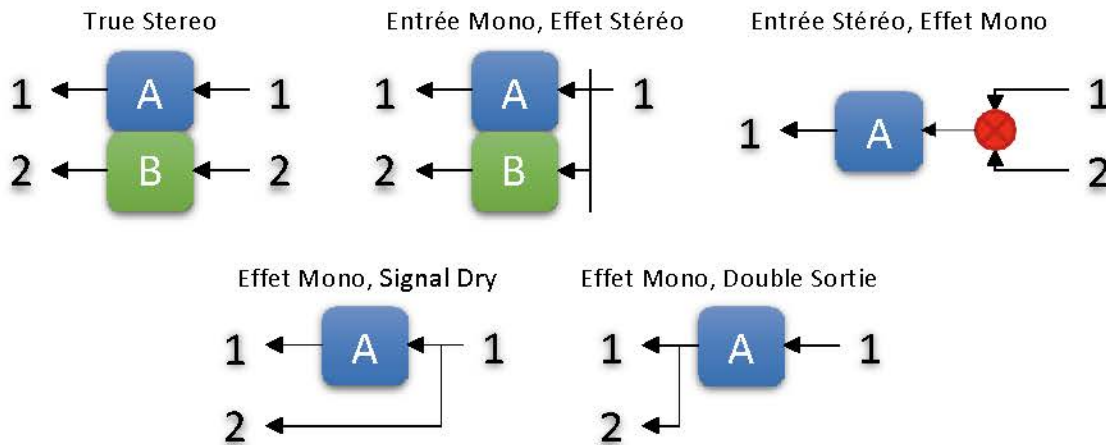 True Stereo
Entrée Mono, Effet Stéréo
Entrée Stéréo, Effet Mono
1 A 1
2 B 2
1 A 1
2 B
1 A 1
2
Effet Mono, Signal Dry
Effet Mono, Double Sortie
1 A 1
2
1 A 1
2